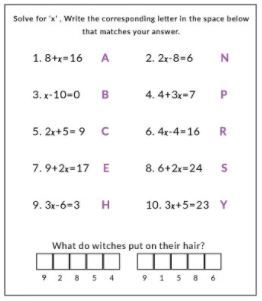 Solve for 'x' , Write the corresponding letter in the space below
that matches your answer.
1. 8+x=16 A 2. 2x-8=6 N
3. x-10=0 B 4. 4+3x=7 P
5. 2x+5= 9 C 6. 4x-4=16 R
7. 9+2x=17 E 8. 6+2x=24 S
9. 3x-6=3 H 10. 3x+5=23 Y
What do witches put on their hair?
9 2 8 5 4 9 1 5 8 6